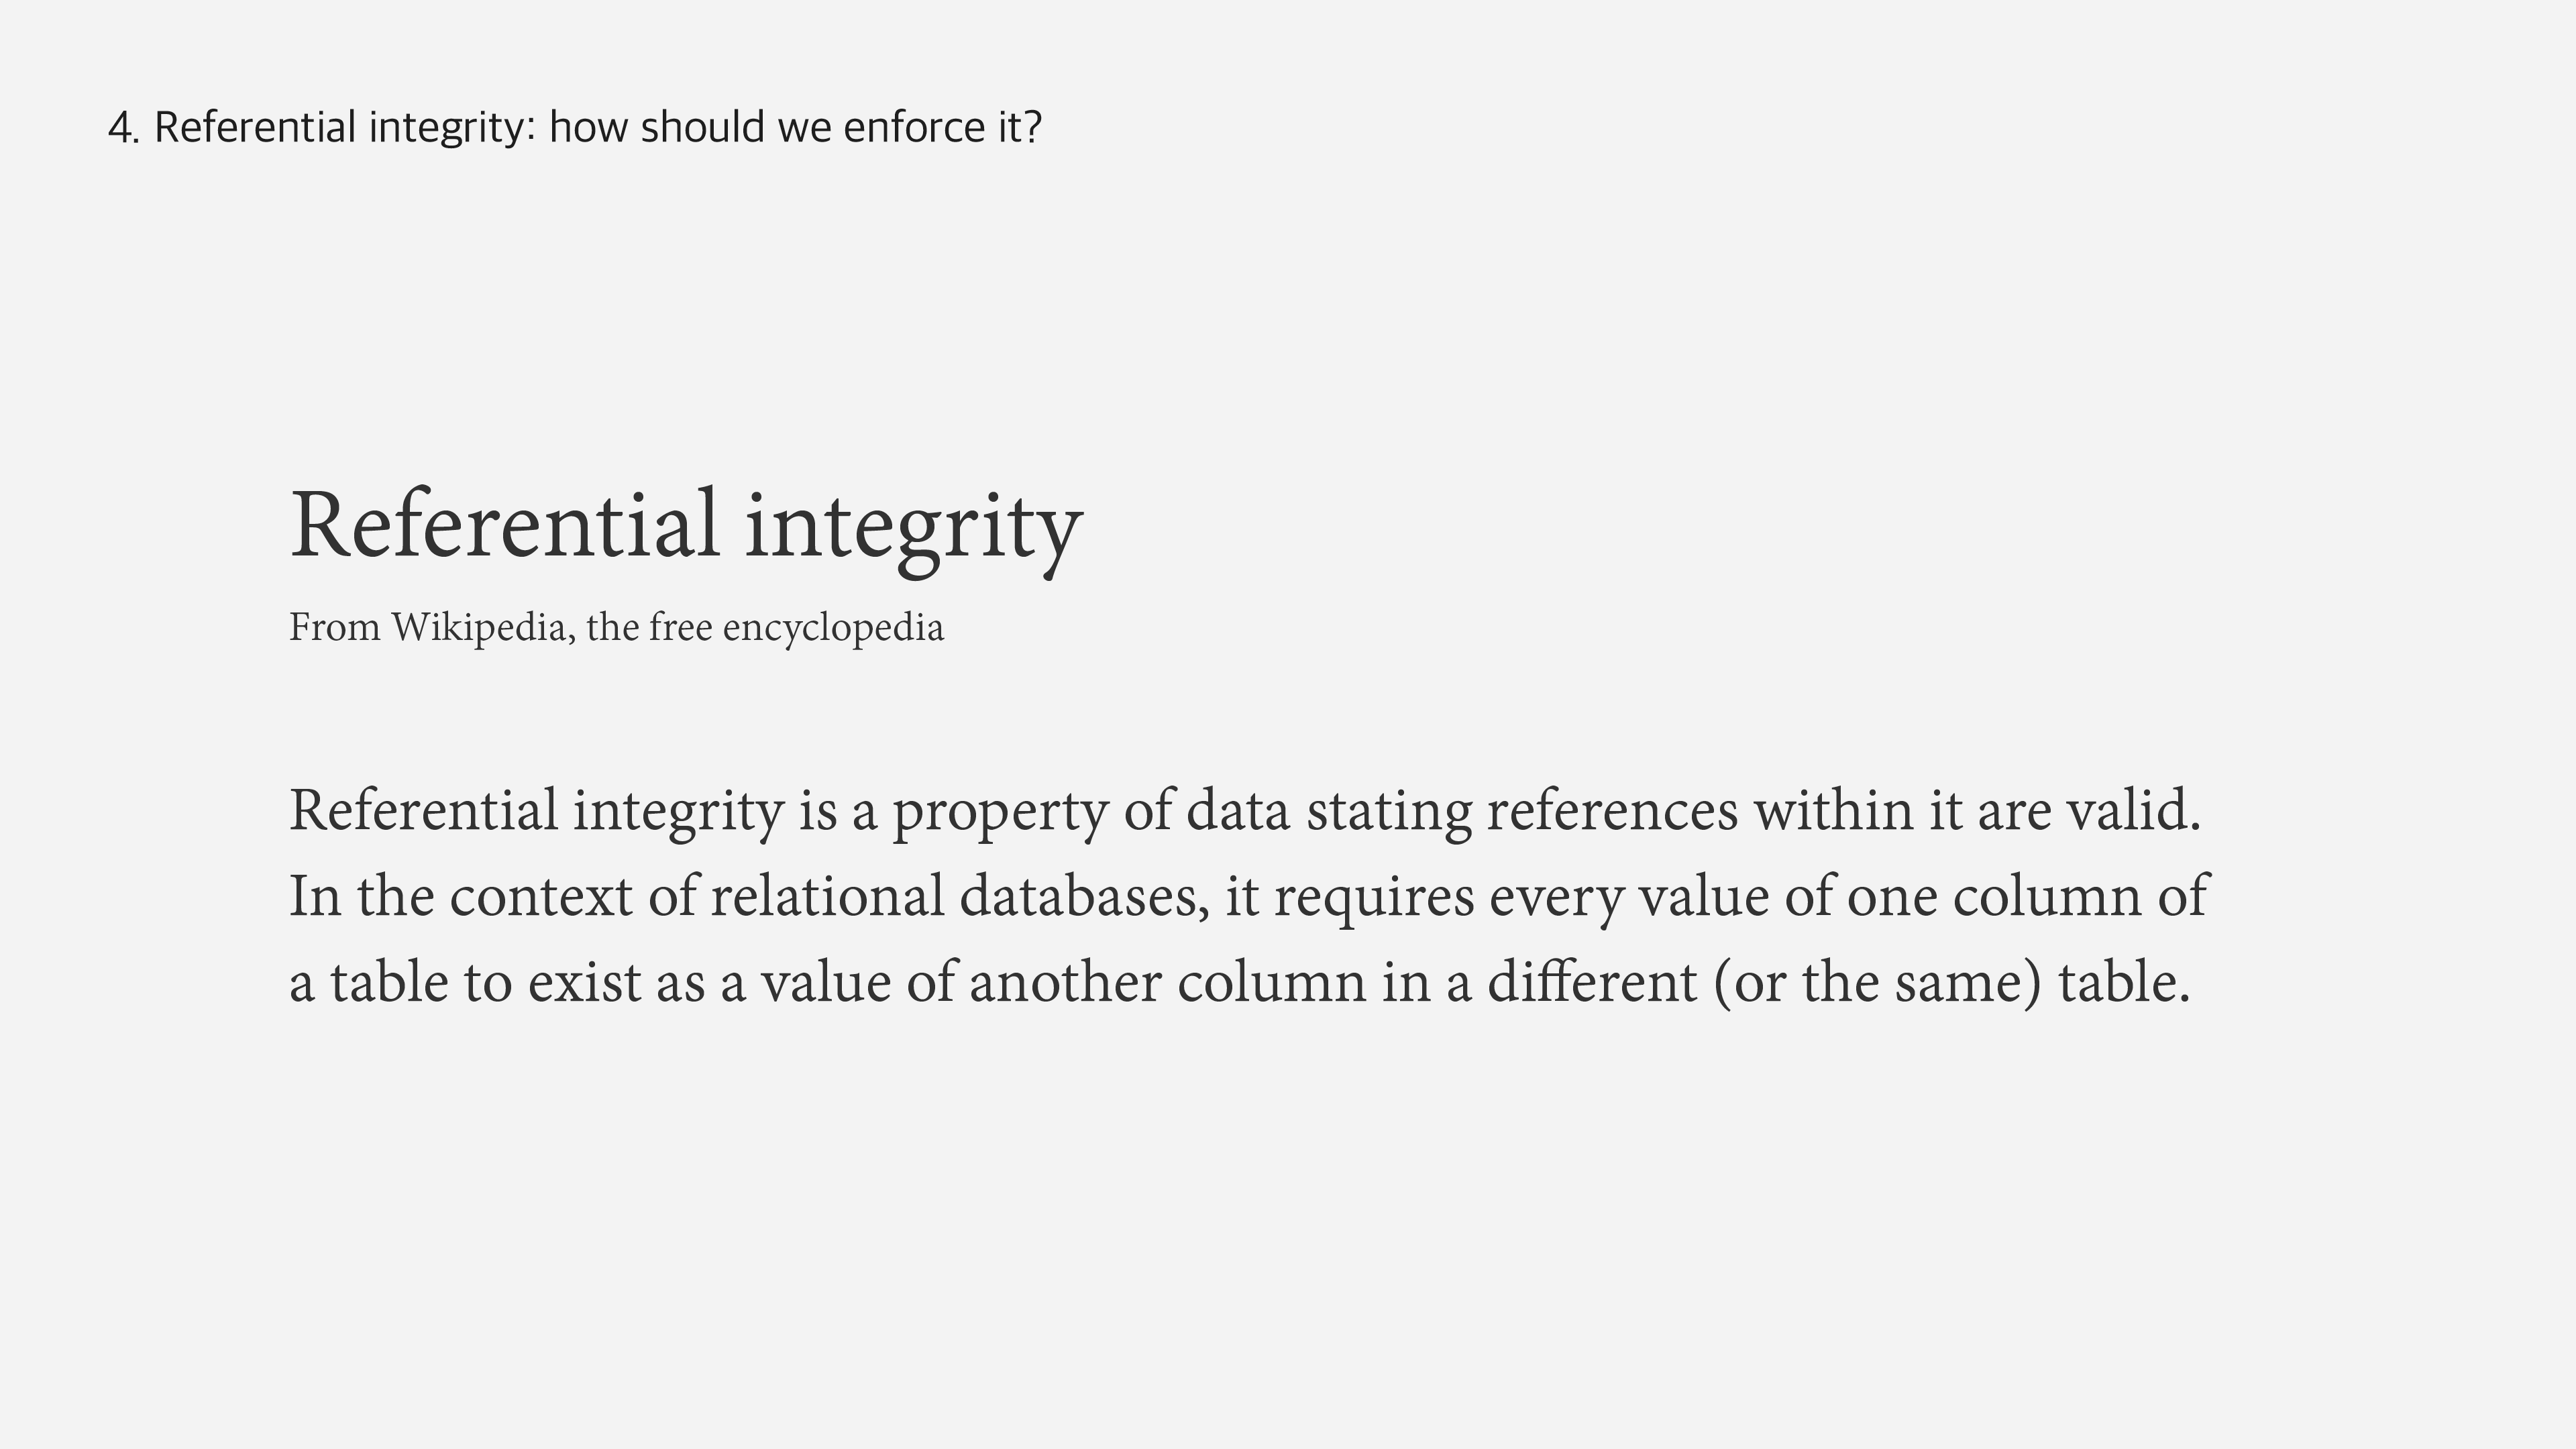 4. Referential integrity: how should we enforce it?
Referential integrity
From Wikipedia, the free encyclopedia
Referential integrity is a property of data stating references within it are valid.
In the context of relational databases, it requires every value of one column of
a table to exist as a value of another column in a different (or the same) table.